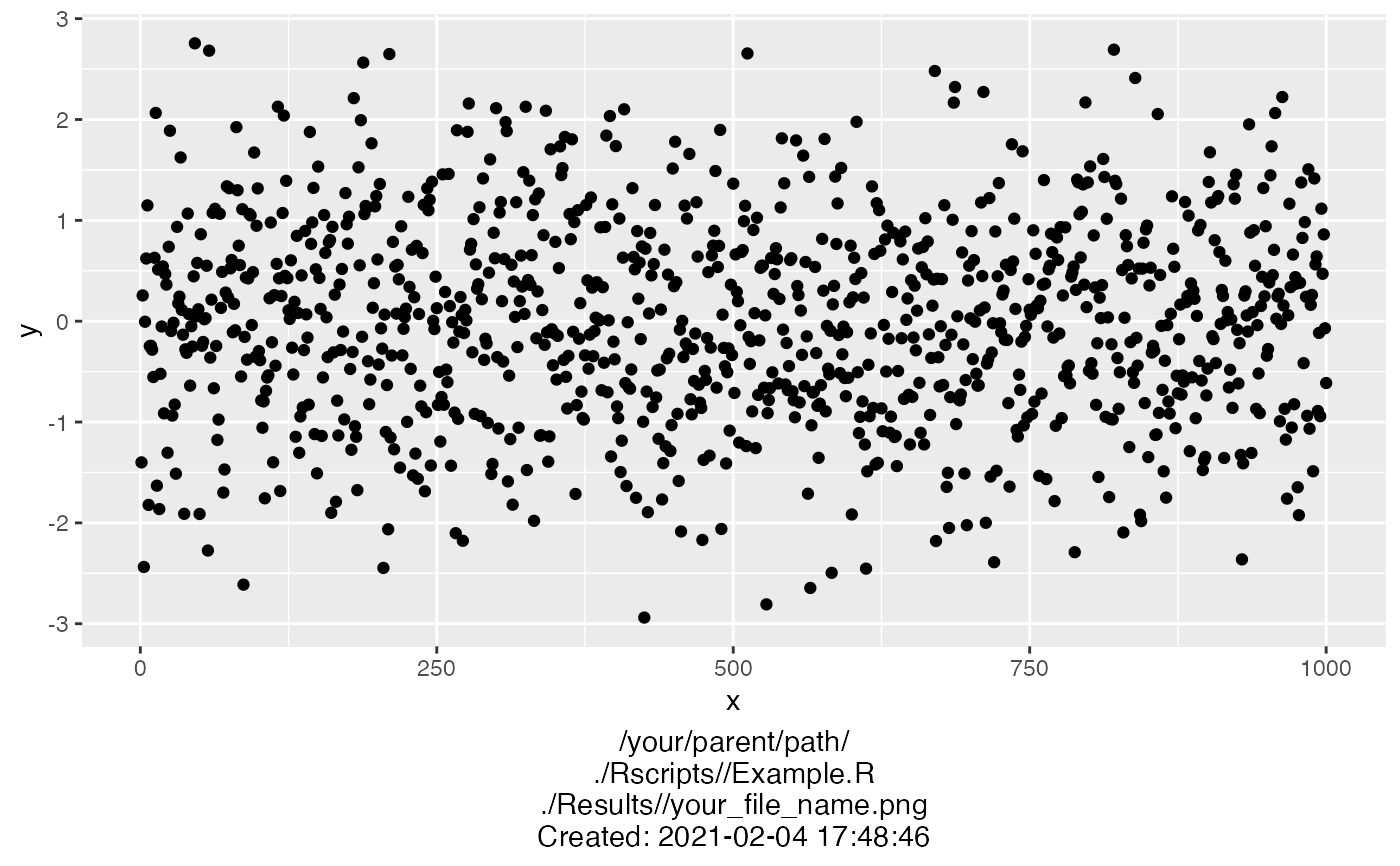 3
2
1
0
-1
-2
-3
y
0 250 500 750 1000
x
/your/parent/path/
./Rscripts//Example.R
./Results//your_file_name.png
Created: 2021-02-04 17:48:46